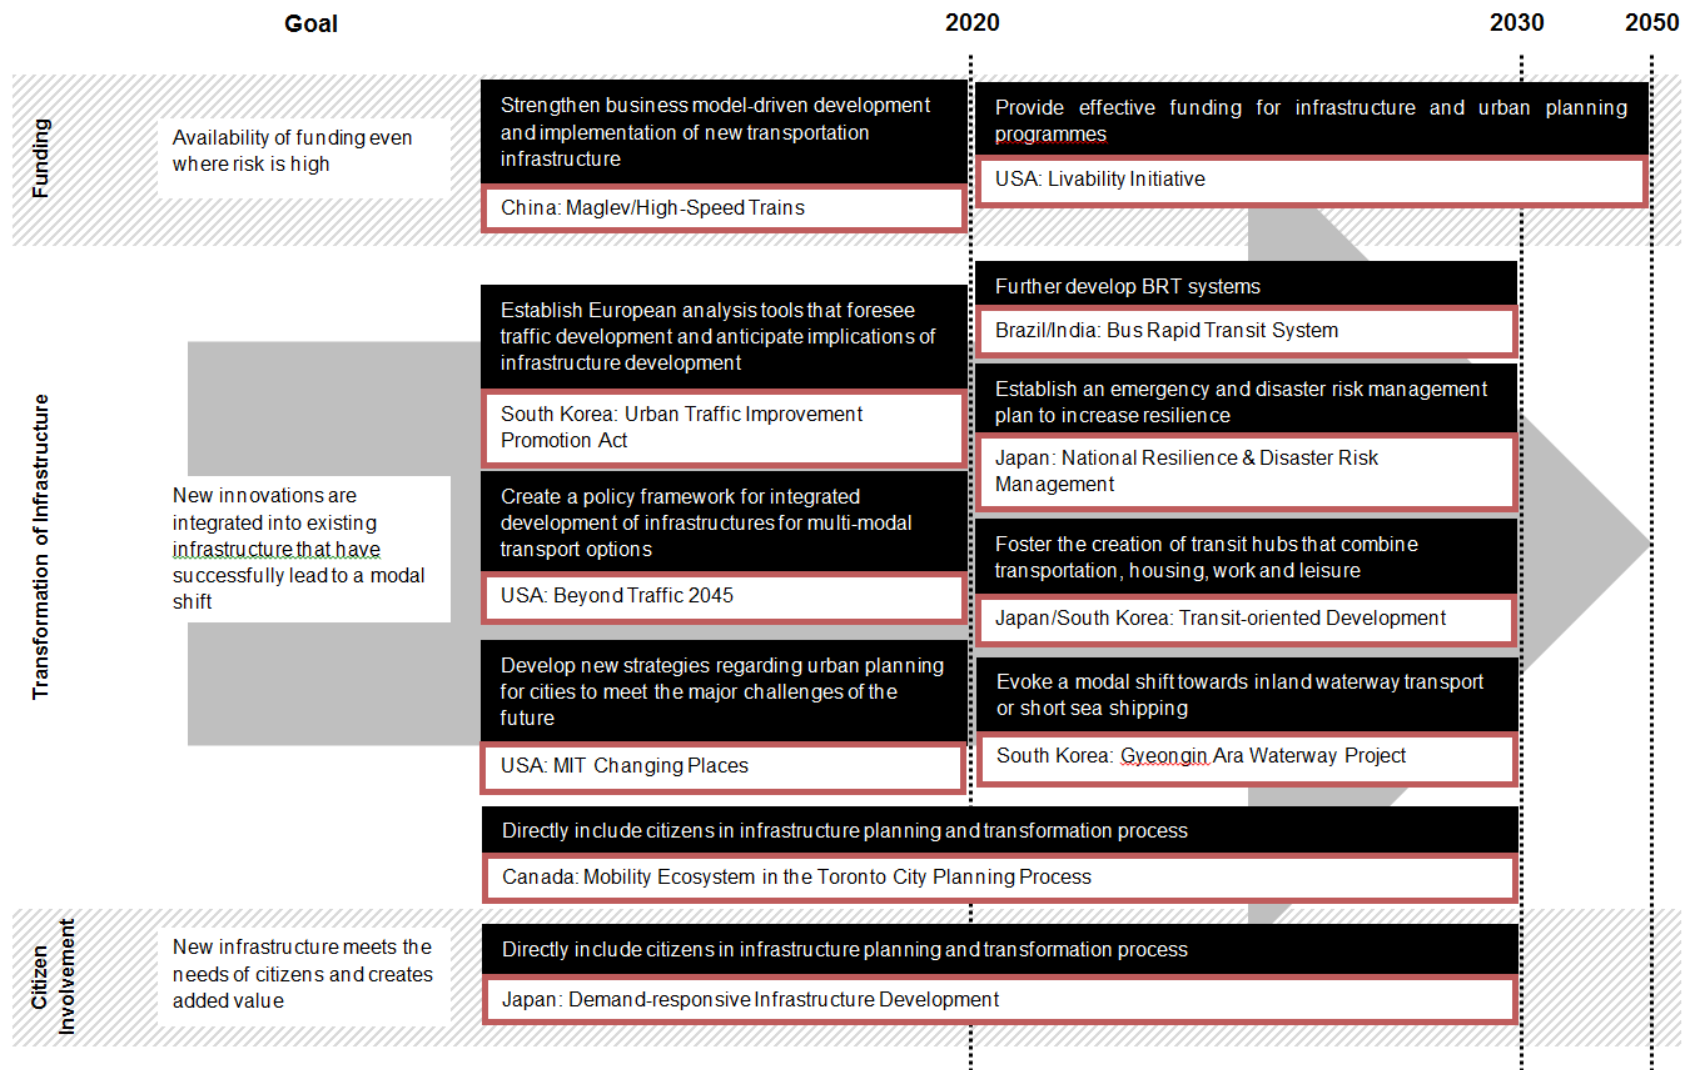 Goal
2020
2030
2050
Funding
Availability of funding even
where risk is high
Strengthen business model-driven development
and implementation of new transportation
infrastructure
China: Maglev/High-Speed Trains
Provide effective funding for infrastructure and urban planning
programmes
USA: Livability Initiative
Transformation of Infrastructure
New innovations are
integrated into existing
infrastructure that have
successfully lead to a modal
shift
Establish European analysis tools that foresee
traffic development and anticipate implications of
infrastructure development
South Korea: Urban Traffic Improvement
Promotion Act
Create a policy framework for integrated
development of infrastructures for multi-modal
transport options
USA: Beyond Traffic 2045
Develop new strategies regarding urban planning
for cities to meet the major challenges of the
future
USA: MIT Changing Places
Further develop BRT systems
Brazil/India: Bus Rapid Transit System
Establish an emergency and disaster risk management
plan to increase resilience
Japan: National Resilience & Disaster Risk
Management
Foster the creation of transit hubs that combine
transportation, housing, work and leisure
Japan/South Korea: Transit-oriented Development
Evoke a modal shift towards inland waterway transport
or short sea shipping
South Korea: Gyeongin Ara Waterway Project
Directly include citizens in infrastructure planning and transformation process
Canada: Mobility Ecosystem in the Toronto City Planning Process
Citizen
Involvement
New infrastructure meets the
needs of citizens and creates
added value
Directly include citizens in infrastructure planning and transformation process
Japan: Demand-responsive Infrastructure Development